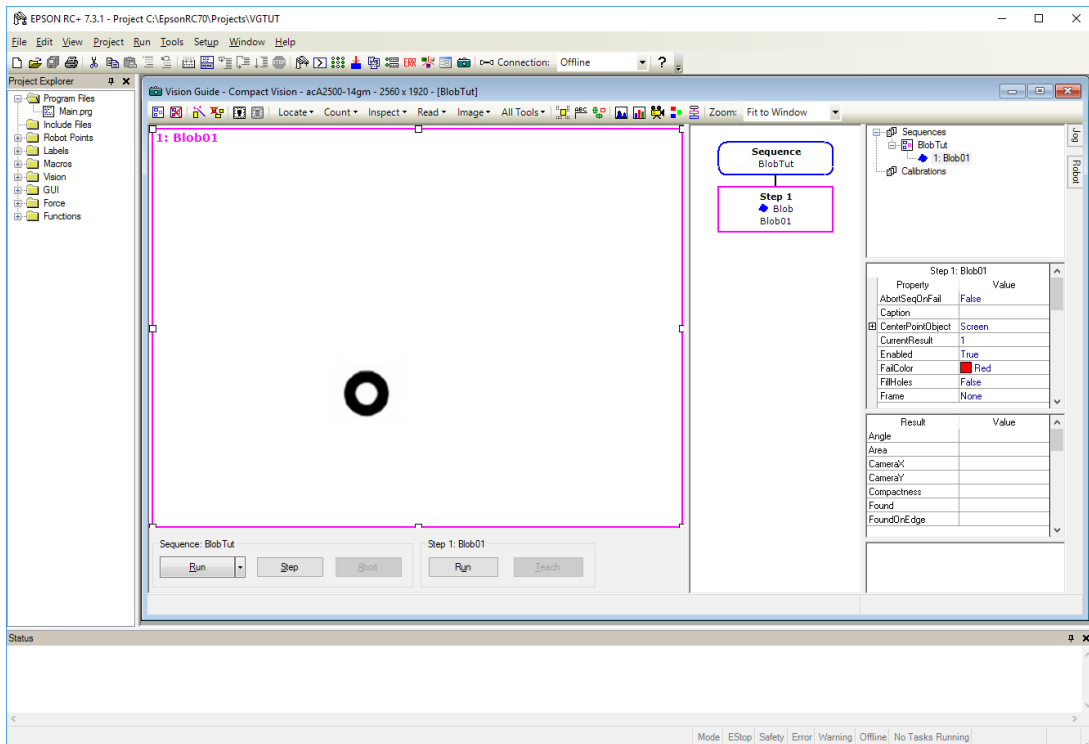 EPSON RC+ 7.3.1 - Project C:\EpsonRC70\Projects\VGTUT
File Edit View Project Run Tools Setup Window Help
ERR Connection: Offline ?
Project Explorer
Program Files
Main.prg
Include Files
Robot Points
Labels
Macros
Vision
GUI
Force
Functions
Vision Guide - Compact Vision - acA2500-14gm - 2560 x 1920 - [BlobTut]
Locate Count Inspect Read Image All Tools ABC Zoom: Fit to Window
1: Blob01
Sequence
BlobTut
Step 1
Blob
Blob01
Sequences
BlobTut
1: Blob01
Calibrations
Jog
Robot
Step 1: Blob01
Property Value
AbortSeqOnFail False
Caption
CenterPointObject Screen
CurrentResult 1
Enabled True
FailColor Red
FillHoles False
Frame None
Result Value
Angle
Area
CameraX
CameraY
Compactness
Found
FoundOnEdge
Sequence: BlobTut
Run Step Abort
Step 1: Blob01
Run Teach
Status
Mode EStop Safety Error Warning Offline No Tasks Running